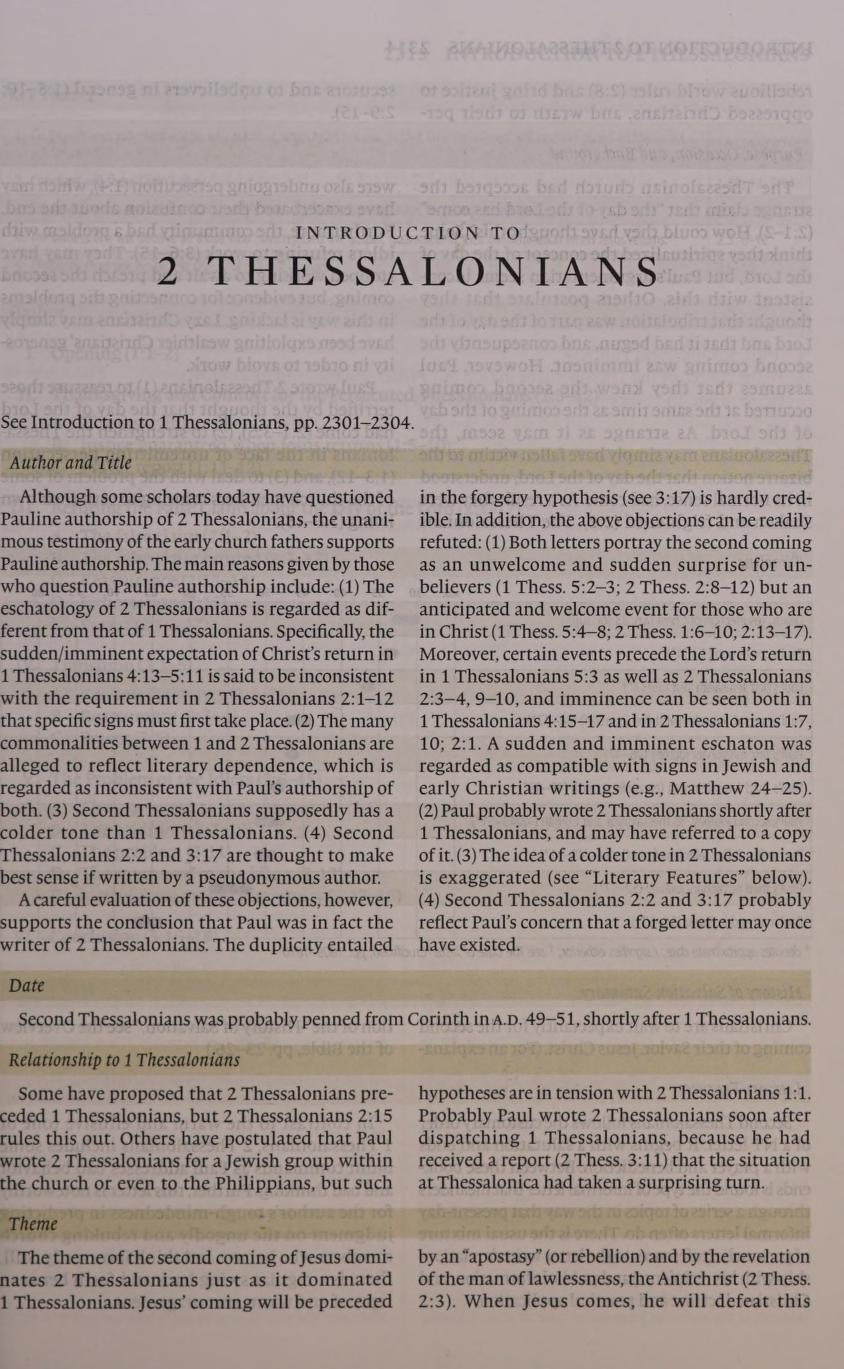 INTRODUCTION TO
2 THESSALONIANS
See Introduction to 1 Thessalonians, pp. 2301–2304.
Author and Title
Although some scholars today have questioned
Pauline authorship of 2 Thessalonians, the unani-
mous testimony of the early church fathers supports
Pauline authorship. The main reasons given by those
who question Pauline authorship include: (1) The
eschatology of 2 Thessalonians is regarded as dif-
ferent from that of 1 Thessalonians. Specifically, the
sudden/imminent expectation of Christ's return in
1 Thessalonians 4:13–5:11 is said to be inconsistent
with the requirement in 2 Thessalonians 2:1–12
that specific signs must first take place. (2) The many
commonalities between 1 and 2 Thessalonians are
alleged to reflect literary dependence, which is
regarded as inconsistent with Paul's authorship of
both. (3) Second Thessalonians supposedly has a
colder tone than 1 Thessalonians. (4) Second
Thessalonians 2:2 and 3:17 are thought to make
best sense if written by a pseudonymous author.
A careful evaluation of these objections, however,
supports the conclusion that Paul was in fact the
writer of 2 Thessalonians. The duplicity entailed
in the forgery hypothesis (see 3:17) is hardly cred-
ible. In addition, the above objections can be readily
refuted: (1) Both letters portray the second coming
as an unwelcome and sudden surprise for un-
believers (1 Thess. 5:2–3; 2 Thess. 2:8–12) but an
anticipated and welcome event for those who are
in Christ (1 Thess. 5:4–8; 2 Thess. 1:6–10; 2:13–17).
Moreover, certain events precede the Lord's return
in 1 Thessalonians 5:3 as well as 2 Thessalonians
2:3–4, 9–10, and imminence can be seen both in
1 Thessalonians 4:15–17 and in 2 Thessalonians 1:7,
10; 2:1. A sudden and imminent eschaton was
regarded as compatible with signs in Jewish and
early Christian writings (e.g., Matthew 24–25).
(2) Paul probably wrote 2 Thessalonians shortly after
1 Thessalonians, and may have referred to a copy
of it. (3) The idea of a colder tone in 2 Thessalonians
is exaggerated (see “Literary Features” below).
(4) Second Thessalonians 2:2 and 3:17 probably
reflect Paul's concern that a forged letter may once
have existed.
Date
Second Thessalonians was probably penned from Corinth in A.D. 49–51, shortly after 1 Thessalonians.
Relationship to 1 Thessalonians
Some have proposed that 2 Thessalonians pre-
ceded 1 Thessalonians, but 2 Thessalonians 2:15
rules this out. Others have postulated that Paul
wrote 2 Thessalonians for a Jewish group within
the church or even to the Philippians, but such
hypotheses are in tension with 2 Thessalonians 1:1.
Probably Paul wrote 2 Thessalonians soon after
dispatching 1 Thessalonians, because he had
received a report (2 Thess. 3:11) that the situation
at Thessalonica had taken a surprising turn.
Theme
The theme of the second coming of Jesus domi-
nates 2 Thessalonians just as it dominated
1 Thessalonians. Jesus' coming will be preceded
by an “apostasy” (or rebellion) and by the revelation
of the man of lawlessness, the Antichrist (2 Thess.
2:3). When Jesus comes, he will defeat this